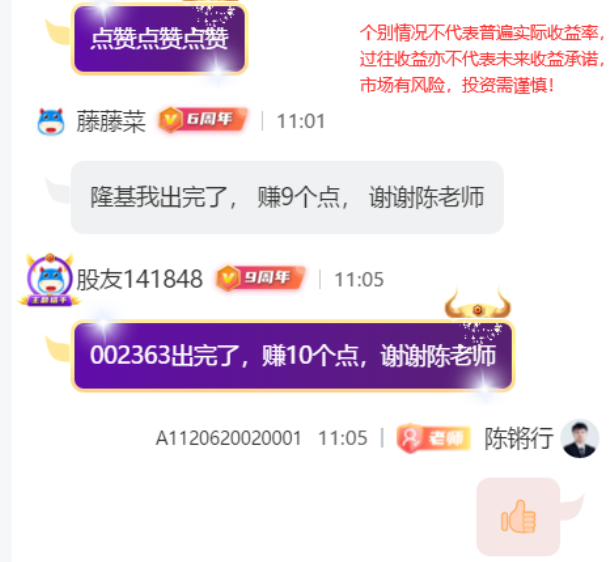 点赞点赞点赞
个别情况不代表普遍实际收益率，
过往收益亦不代表未来收益承诺，
市场有风险，投资需谨慎！
藤藤菜 V 6周年 | 11:01
隆基我出完了， 赚9个点， 谢谢陈老师
股友141848 V 9周年 | 11:05
主题猎手
002363出完了，赚10个点，谢谢陈老师
A1120620020001 11:05 | 老师 陈锵行